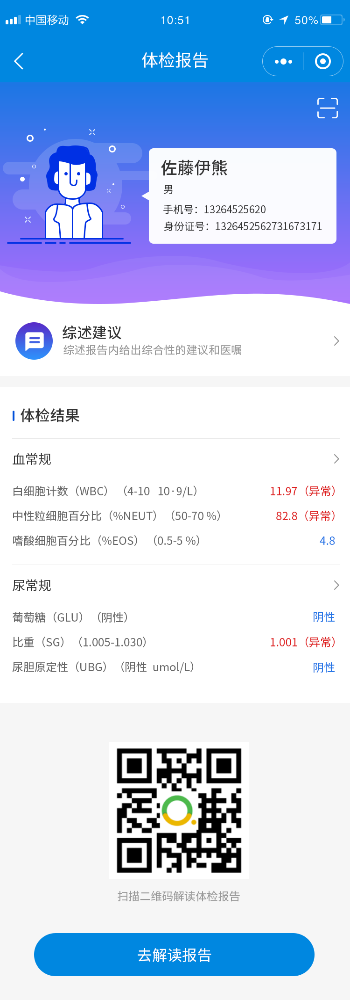 中国移动 10:51 50%
体检报告
佐藤伊熊
男
手机号：13264525620
身份证号：1326452562731673171
综述建议
综述报告内给出综合性的建议和医嘱
体检结果
血常规
白细胞计数（WBC）（4-10 10·9/L） 11.97（异常）
中性粒细胞百分比（%NEUT）（50-70 %） 82.8（异常）
嗜酸细胞百分比（%EOS）（0.5-5 %） 4.8
尿常规
葡萄糖（GLU）（阴性） 阴性
比重（SG）（1.005-1.030） 1.001（异常）
尿胆原定性（UBG）（阴性 umol/L） 阴性
扫描二维码解读体检报告
去解读报告